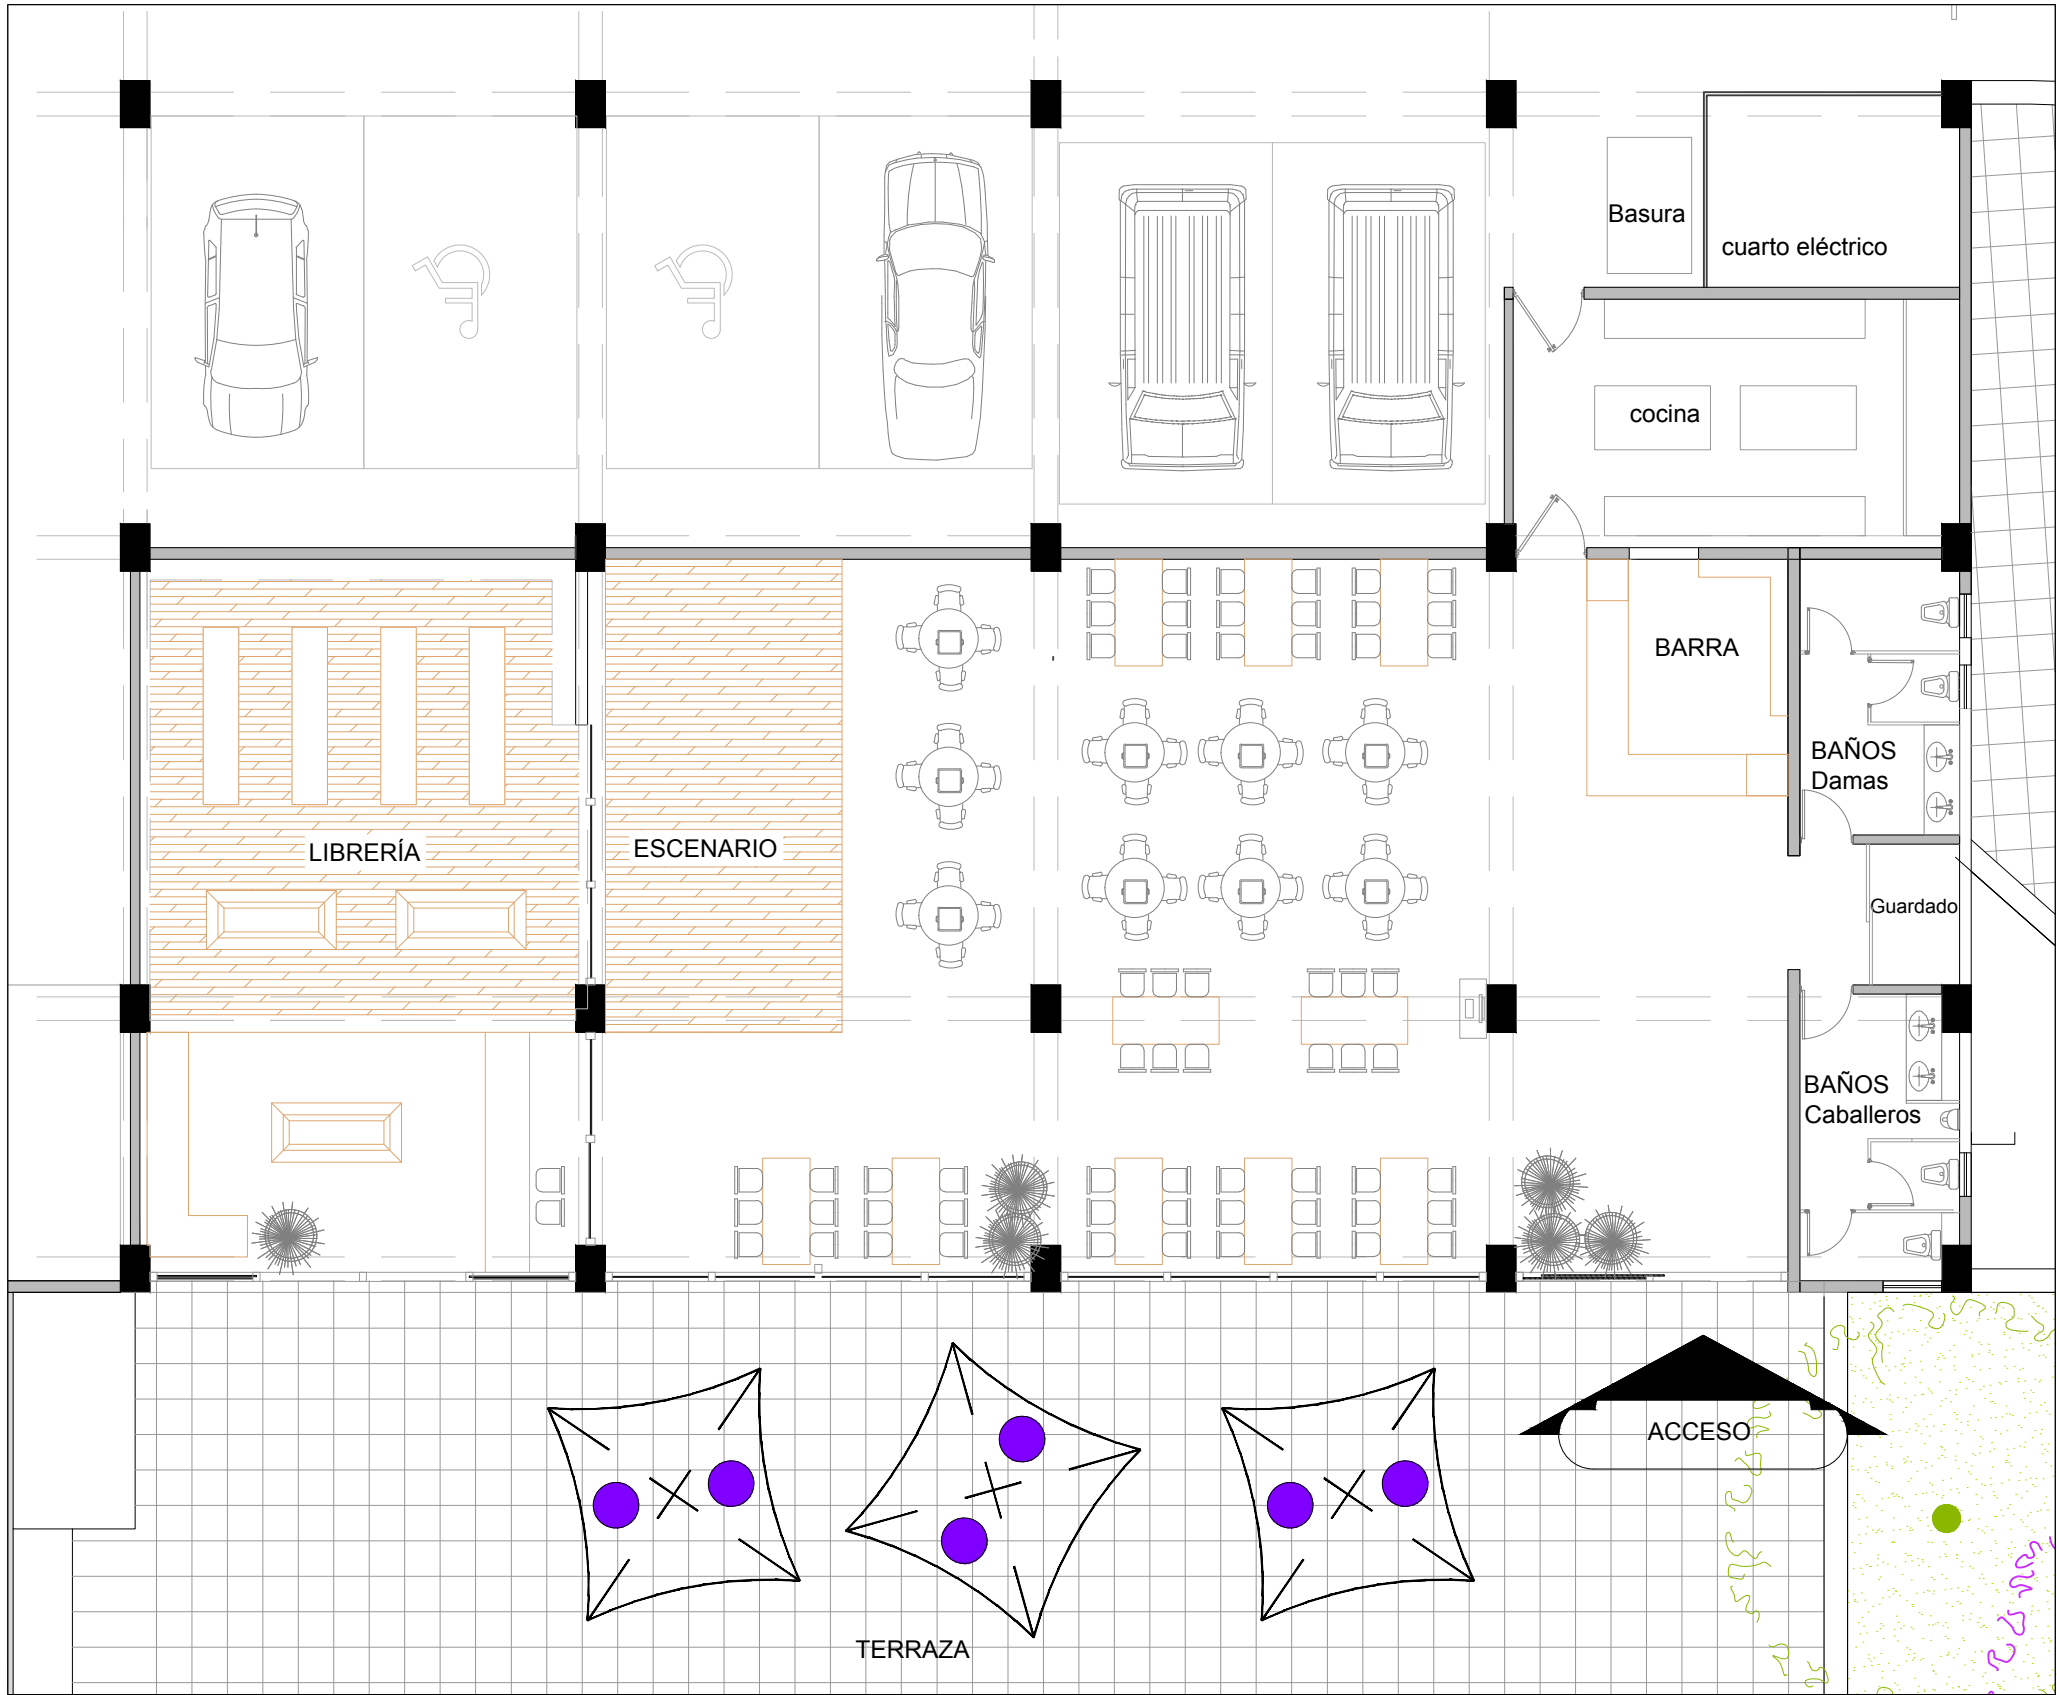 Basura
cuarto eléctrico
cocina
BARRA
BAÑOS
Damas
LIBRERÍA
ESCENARIO
Guardado
BAÑOS
Caballeros
ACCESO
TERRAZA